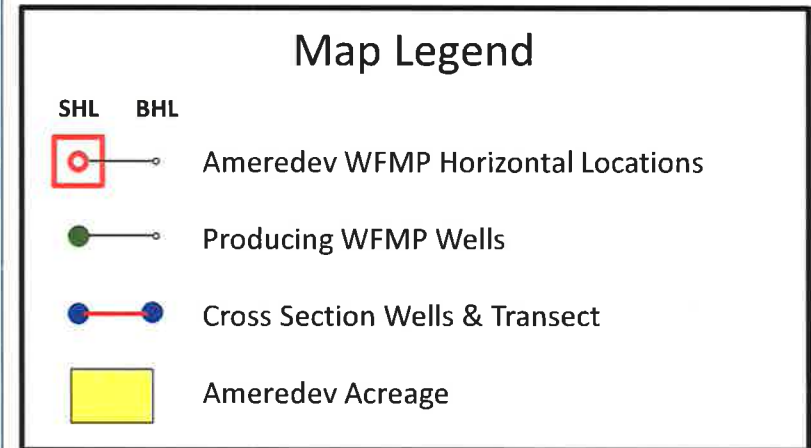 Map Legend
SHL BHL
Ameredev WFMP Horizontal Locations
Producing WFMP Wells
Cross Section Wells & Transect
Ameredev Acreage